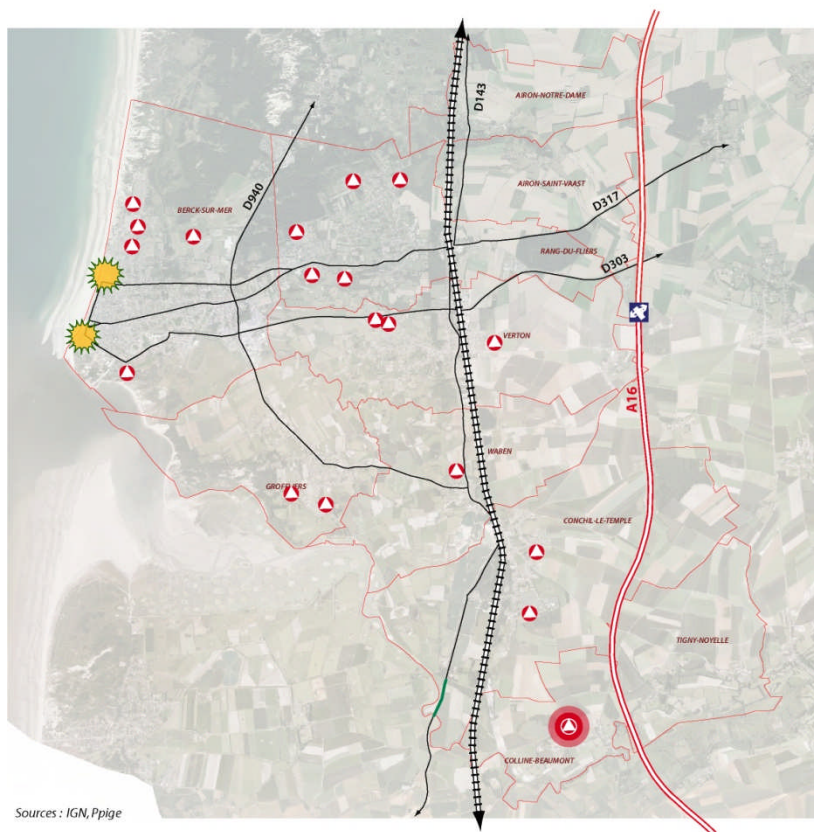 AIRON-NOTRE-DAME
D143
AIRON-SAINT-VAAST
D940
BERCK-SUR-MER
D317
RANG-DU-FLIERS
D303
VERTON
A16
WABEN
GROFFLIERS
CONCHIL-LE-TEMPLE
TIGNY-NOYELLE
COLLINE-BEAUMONT
Sources : IGN, Ppige